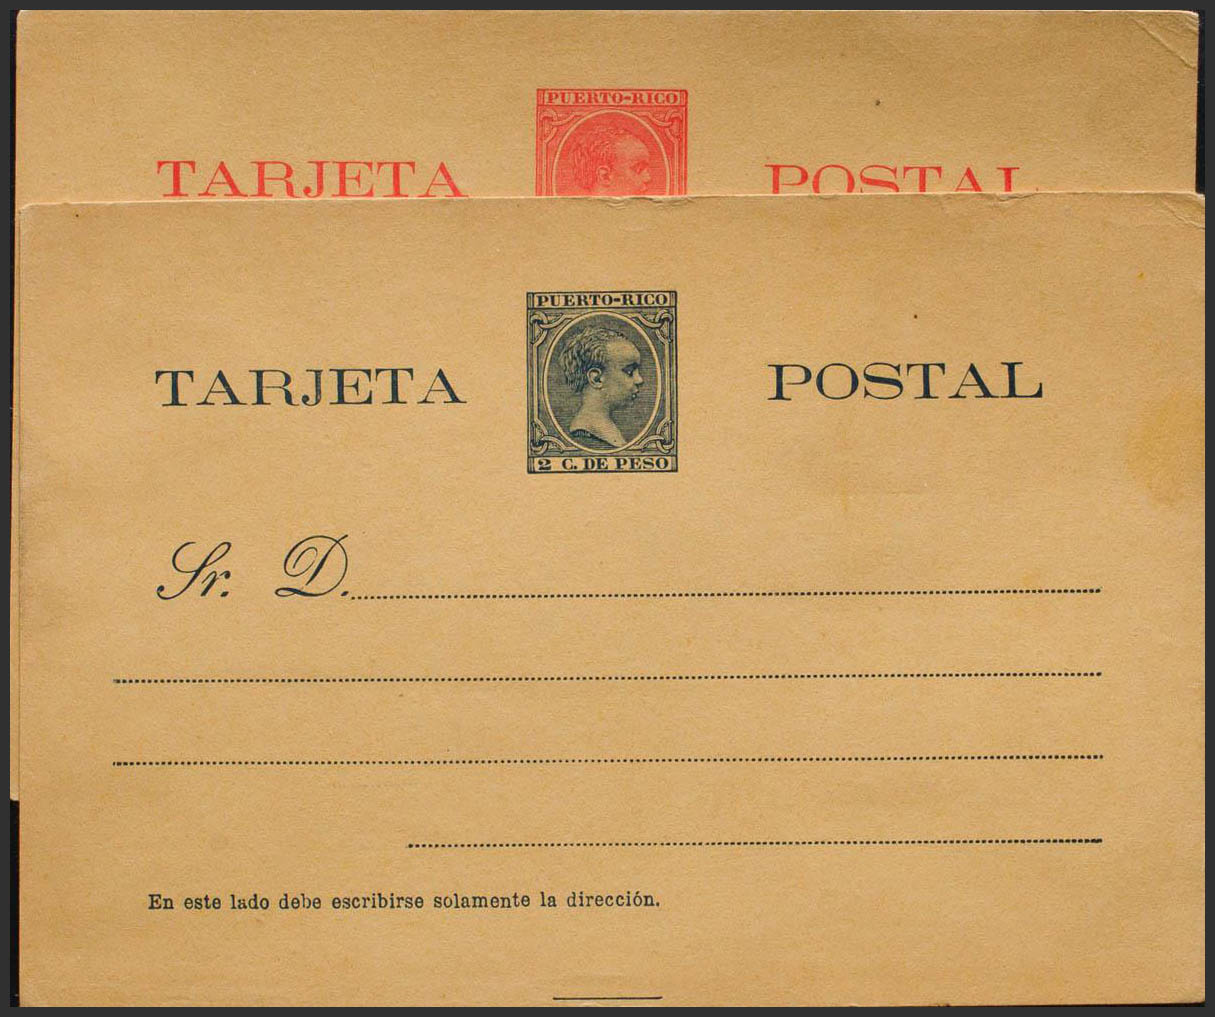 PUERTO-RICO
TARJETA POSTAL
PUERTO-RICO
TARJETA POSTAL
2 C. DE PESO
Sr. D.
En este lado debe escribirse solamente la dirección.